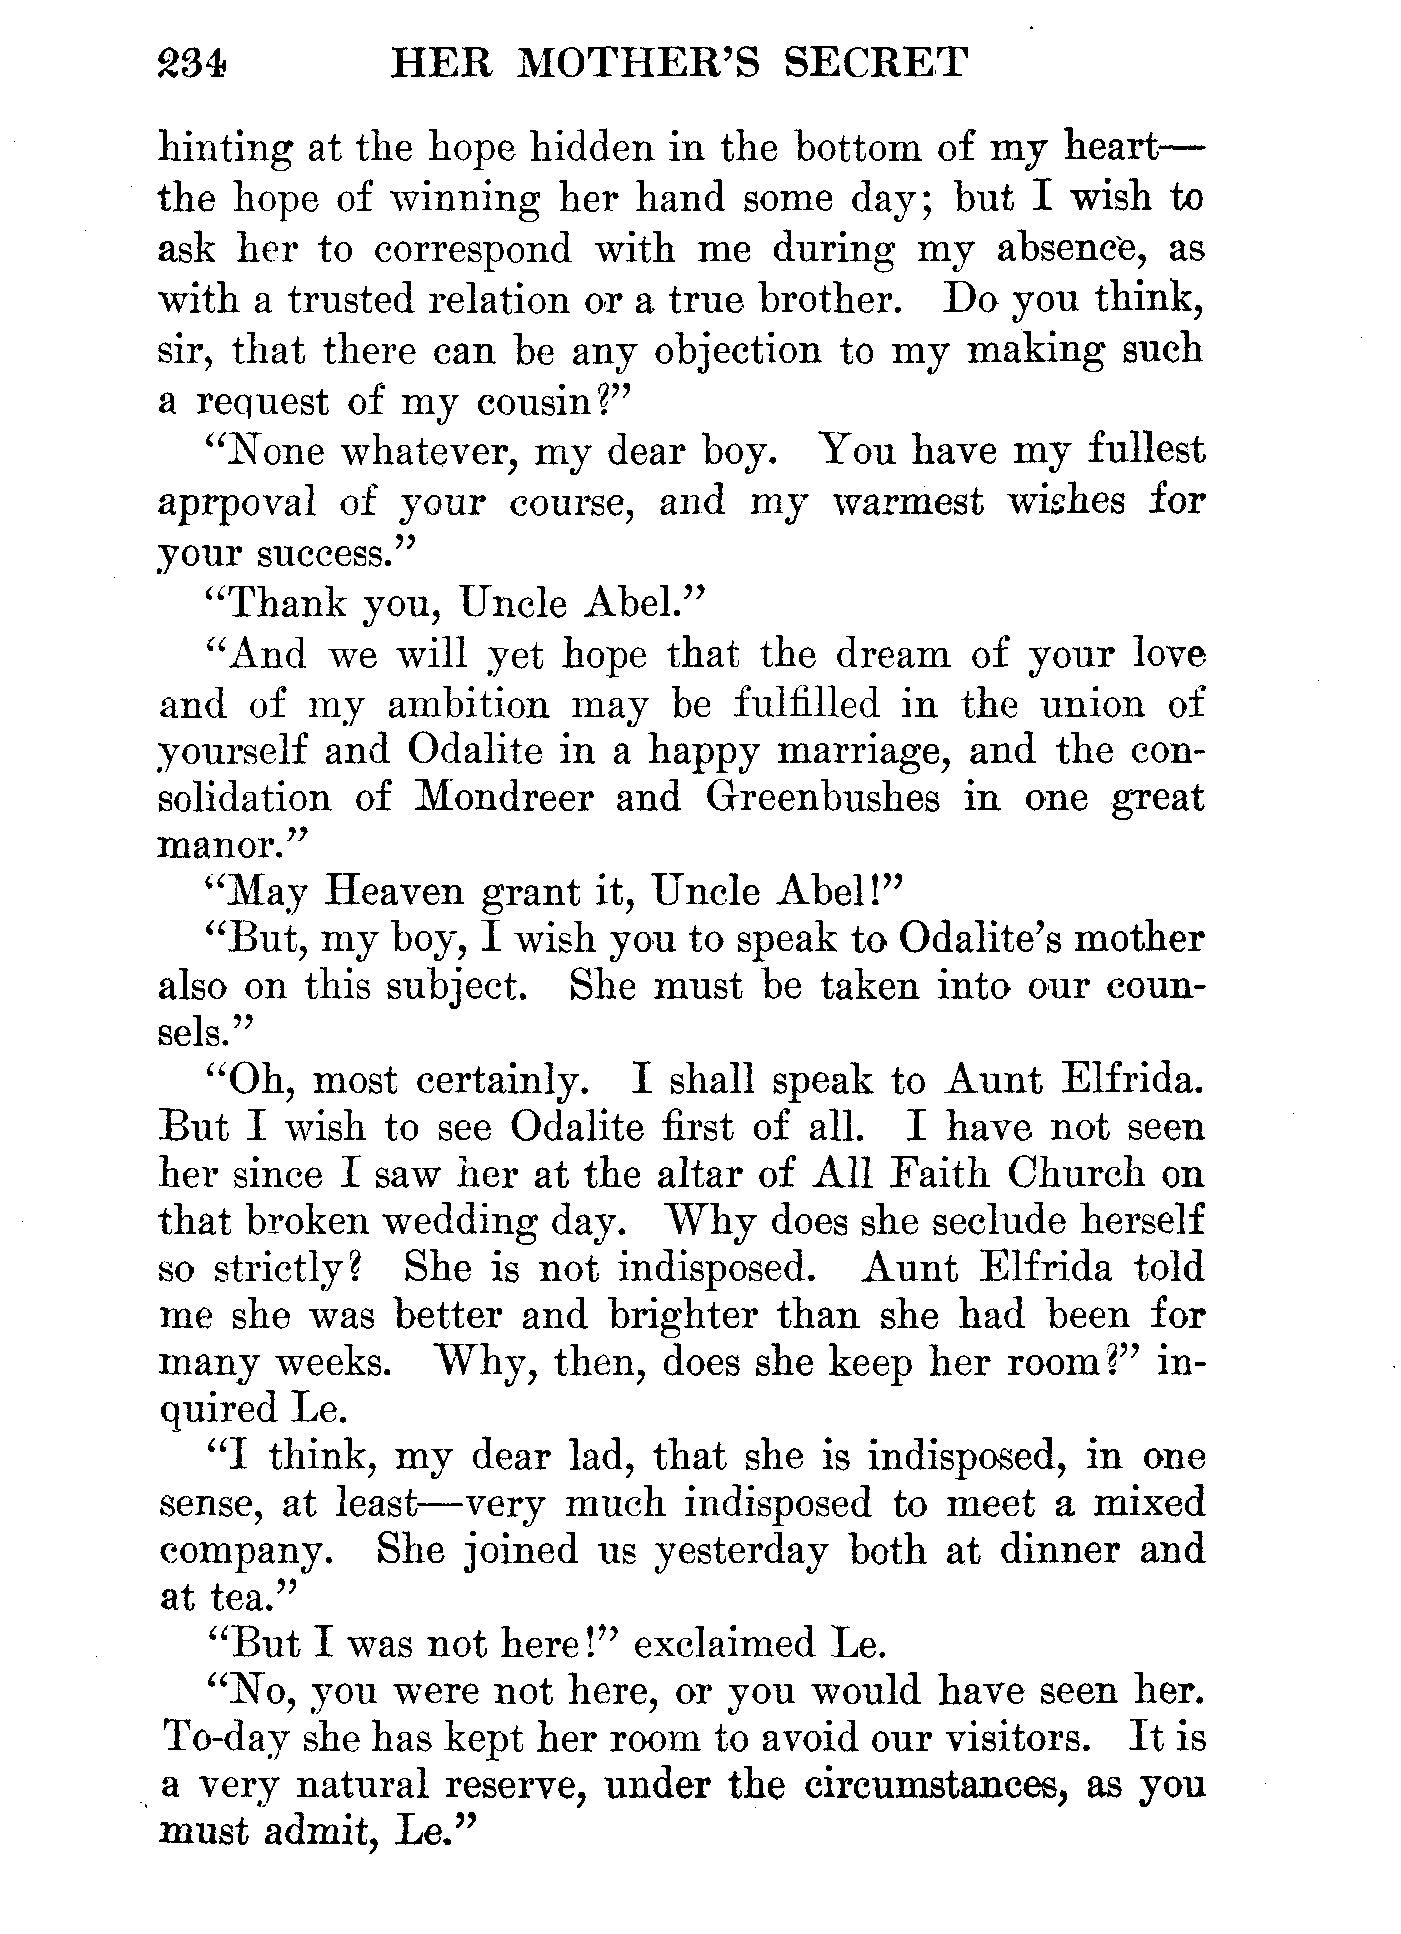 234 HER MOTHER'S SECRET
hinting at the hope hidden in the bottom of my heart—
the hope of winning her hand some day; but I wish to
ask her to correspond with me during my absence, as
with a trusted relation or a true brother. Do you think,
sir, that there can be any objection to my making such
a request of my cousin?"
"None whatever, my dear boy. You have my fullest
aprpoval of your course, and my warmest wishes for
your success."
"Thank you, Uncle Abel."
"And we will yet hope that the dream of your love
and of my ambition may be fulfilled in the union of
yourself and Odalite in a happy marriage, and the con-
solidation of Mondreer and Greenbushes in one great
manor."
"May Heaven grant it, Uncle Abel!"
"But, my boy, I wish you to speak to Odalite's mother
also on this subject. She must be taken into our coun-
sels."
"Oh, most certainly. I shall speak to Aunt Elfrida.
But I wish to see Odalite first of all. I have not seen
her since I saw her at the altar of All Faith Church on
that broken wedding day. Why does she seclude herself
so strictly? She is not indisposed. Aunt Elfrida told
me she was better and brighter than she had been for
many weeks. Why, then, does she keep her room?" in-
quired Le.
"I think, my dear lad, that she is indisposed, in one
sense, at least—very much indisposed to meet a mixed
company. She joined us yesterday both at dinner and
at tea."
"But I was not here!" exclaimed Le.
"No, you were not here, or you would have seen her.
To-day she has kept her room to avoid our visitors. It is
a very natural reserve, under the circumstances, as you
must admit, Le."